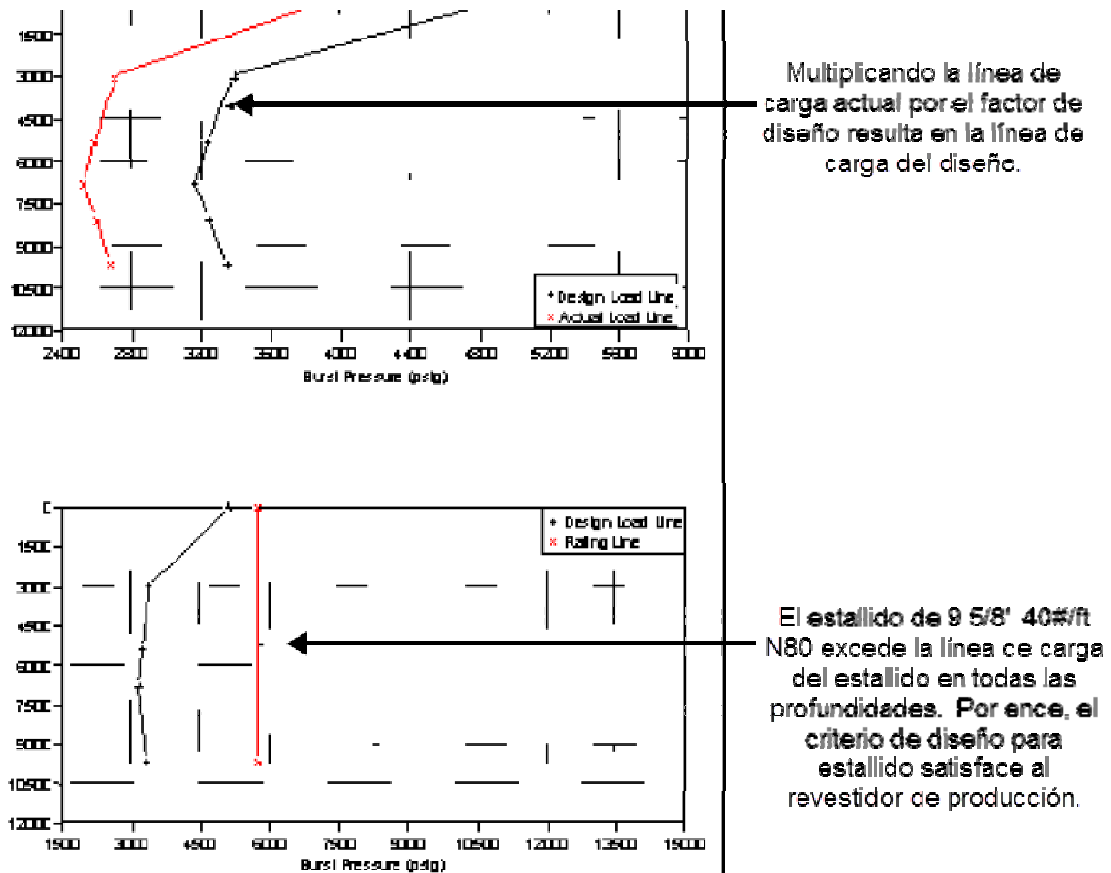 1500
3000
4500
6000
7500
9000
10500
12000
2400
2800
3200
3600
4000
4400
4800
5200
5600
6000
Burst Pressure (psig)
Design Load Line
Actual Load Line
Multiplicando la línea de
carga actual por el factor de
diseño resulta en la línea de
carga del diseñe.
0
1500
3000
4500
6000
7500
9000
10500
12000
1500
3000
4500
6000
7500
9000
10500
12000
13500
15000
Burst Pressure (psig)
Design Load Line
Rating Line
El estallido de 9 5/8' 40#/ft
N80 excede la línea ce carga
del estallido en todas las
profundidades. Por ence, el
criterio de diseño para
estallido satisface al
revestidor de producción.